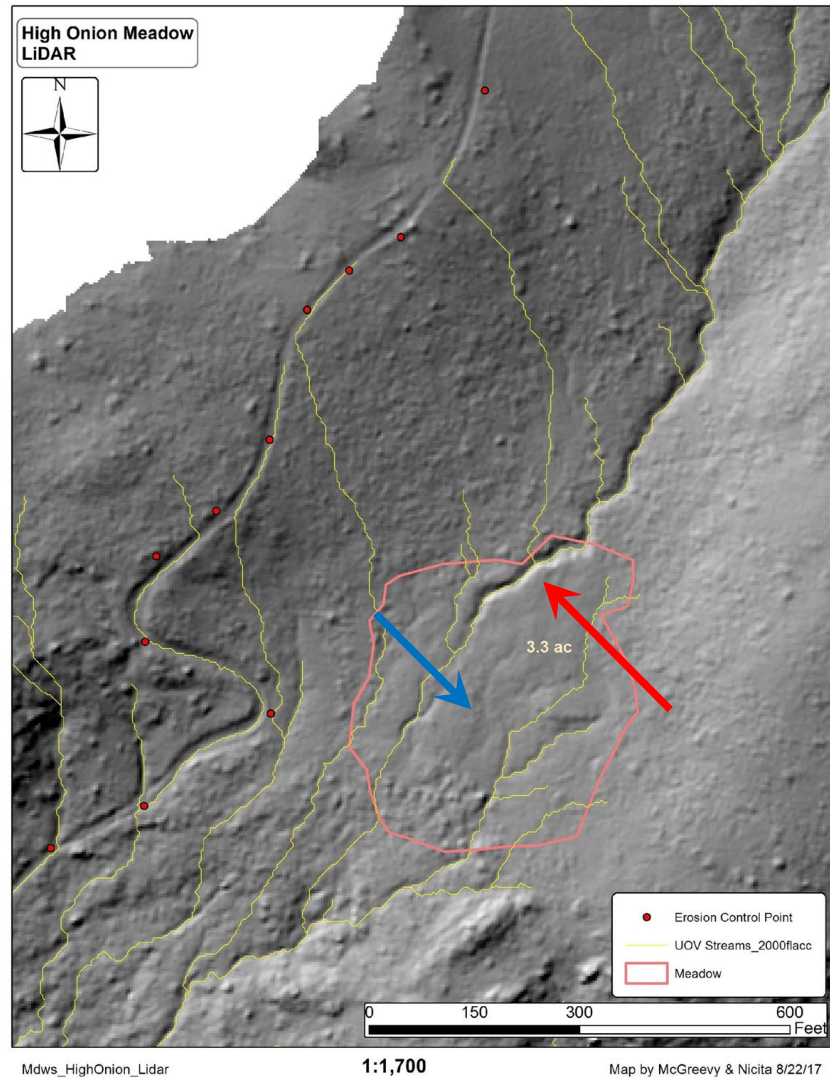 High Onion Meadow
LiDAR
N
3.3 ac
Erosion Control Point
UOV Streams_2000flacc
Meadow
0 150 300 600
Feet
Mdws_HighOnion_Lidar 1:1,700 Map by McGreevy & Nicita 8/22/17